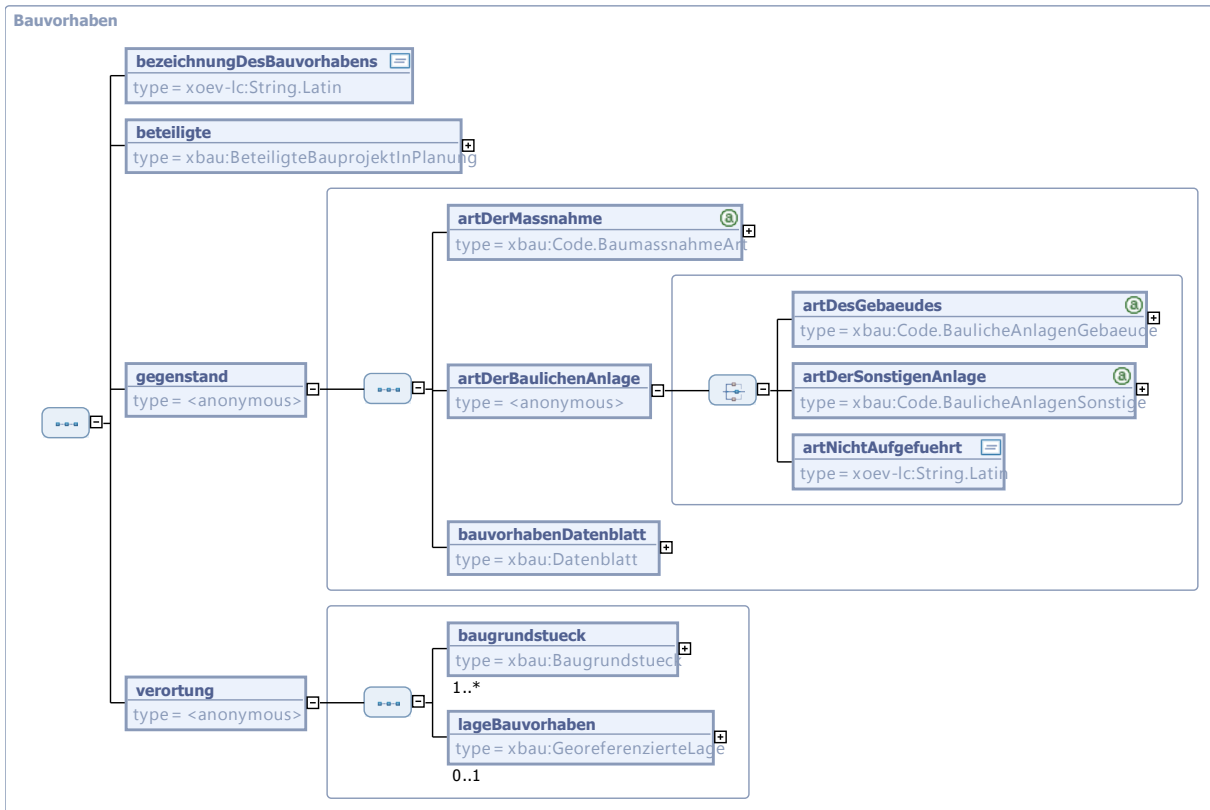 Bauvorhaben
bezeichnungDesBauvorhabens
type = xoev-lc:String.Latin
beteiligte
type = xbau:BeteiligteBauprojektInPlanung
gegenstand
type = <anonymous>
artDerMassnahme
type = xbau:Code.BaumassnahmeArt
artDerBaulichenAnlage
type = <anonymous>
artDesGebaeudes
type = xbau:Code.BaulicheAnlagenGebaeude
artDerSonstigenAnlage
type = xbau:Code.BaulicheAnlagenSonstige
artNichtAufgefuehrt
type = xoev-lc:String.Latin
bauvorhabenDatenblatt
type = xbau:Datenblatt
verortung
type = <anonymous>
baugrundstueck
type = xbau:Baugrundstueck
1..*
lageBauvorhaben
type = xbau:GeoreferenzierteLage
0..1